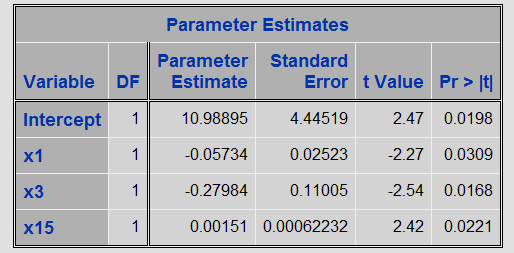 Parameter Estimates
Variable DF Parameter Estimate Standard Error t Value Pr > |t|
Intercept 1 10.98895 4.44519 2.47 0.0198
x1 1 -0.05734 0.02523 -2.27 0.0309
x3 1 -0.27984 0.11005 -2.54 0.0168
x15 1 0.00151 0.00062232 2.42 0.0221